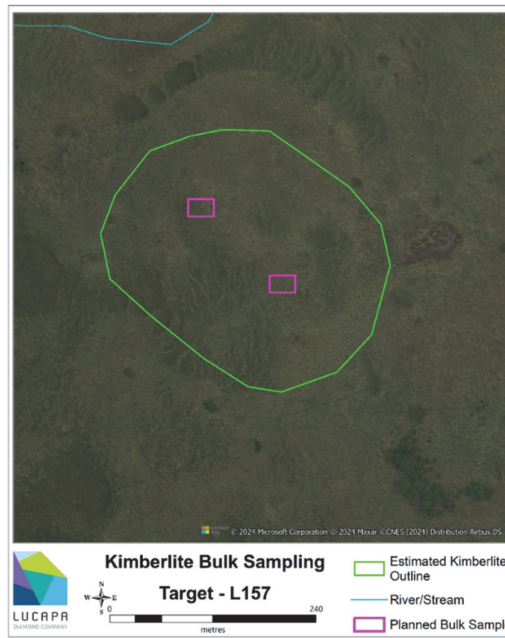 © 2024 Microsoft Corporation © 2024 Maxar ©CNES (2024) Distribution Airbus DS
Kimberlite Bulk Sampling
Target - L157
N
W E
S
0 240
metres
LUCAPA
DIAMOND COMPANY
Estimated Kimberlite
Outline
River/Stream
Planned Bulk Sampl